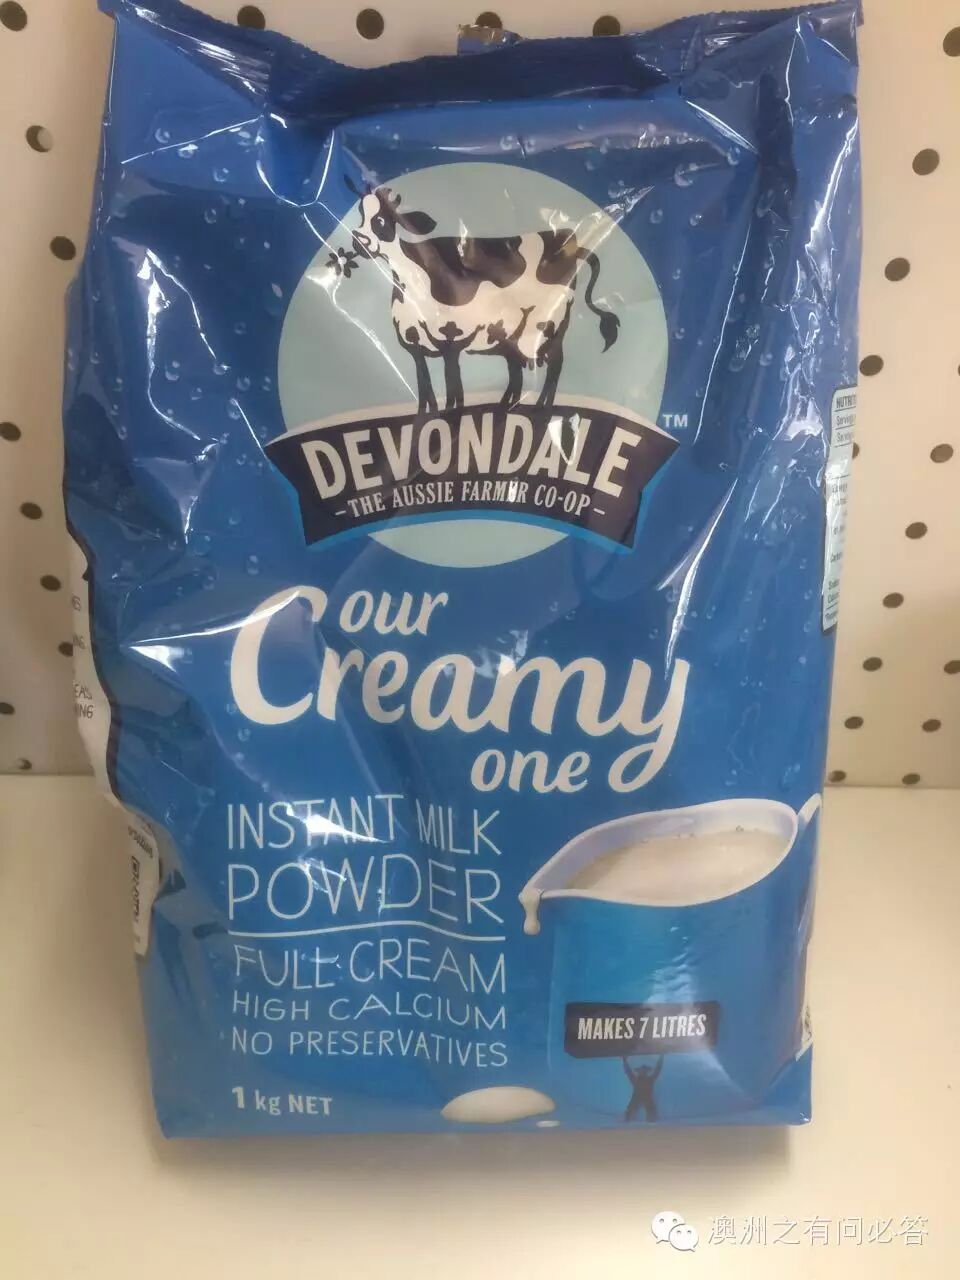 DEVONDALE
TM
-THE AUSSIE FARMER CO-OP-
our
Creamy
one
INSTANT MILK
POWDER
FULL CREAM
HIGH CALCIUM
NO PRESERVATIVES
MAKES 7 LITRES
1 kg NET
澳洲之有问必答